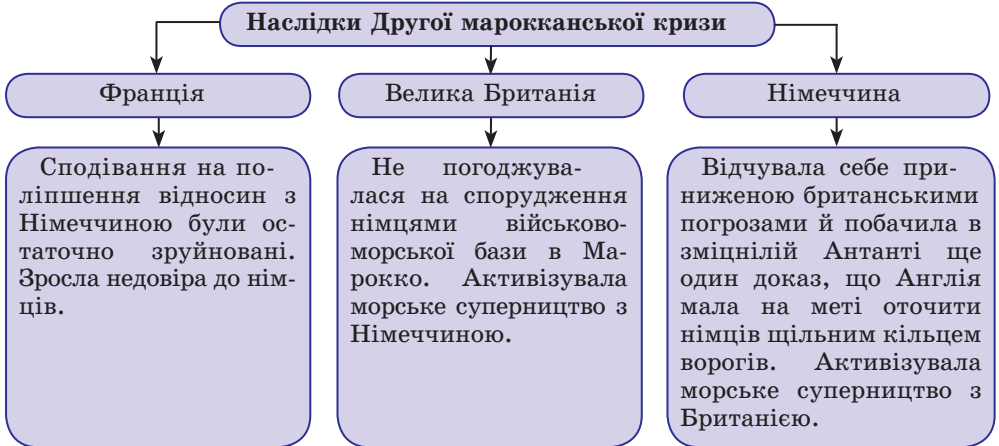 Наслідки Другої марокканської кризи
Франція
Сподівання на по-
ліпшення відносин з
Німеччиною були ос-
таточно зруйновані.
Зросла недовіра до нім-
ців.
Велика Британія
Не погоджува-
лася на спорудження
німцями військово-
морської бази в Ма-
рокко. Активізувала
морське суперництво з
Німеччиною.
Німеччина
Відчувала себе при-
ниженою британськими
погрозами й побачила в
зміцнілій Антанті ще
один доказ, що Англія
мала на меті оточити
німців щільним кільцем
ворогів. Активізувала
морське суперництво з
Британією.